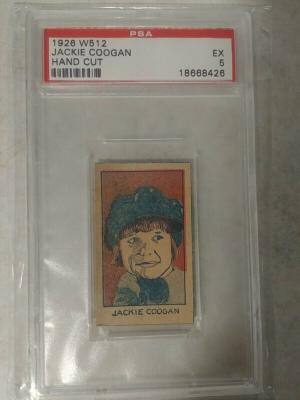 PSA
1926 W512
JACKIE COOGAN
HAND CUT
EX
5
18668426
JACKIE COOGAN